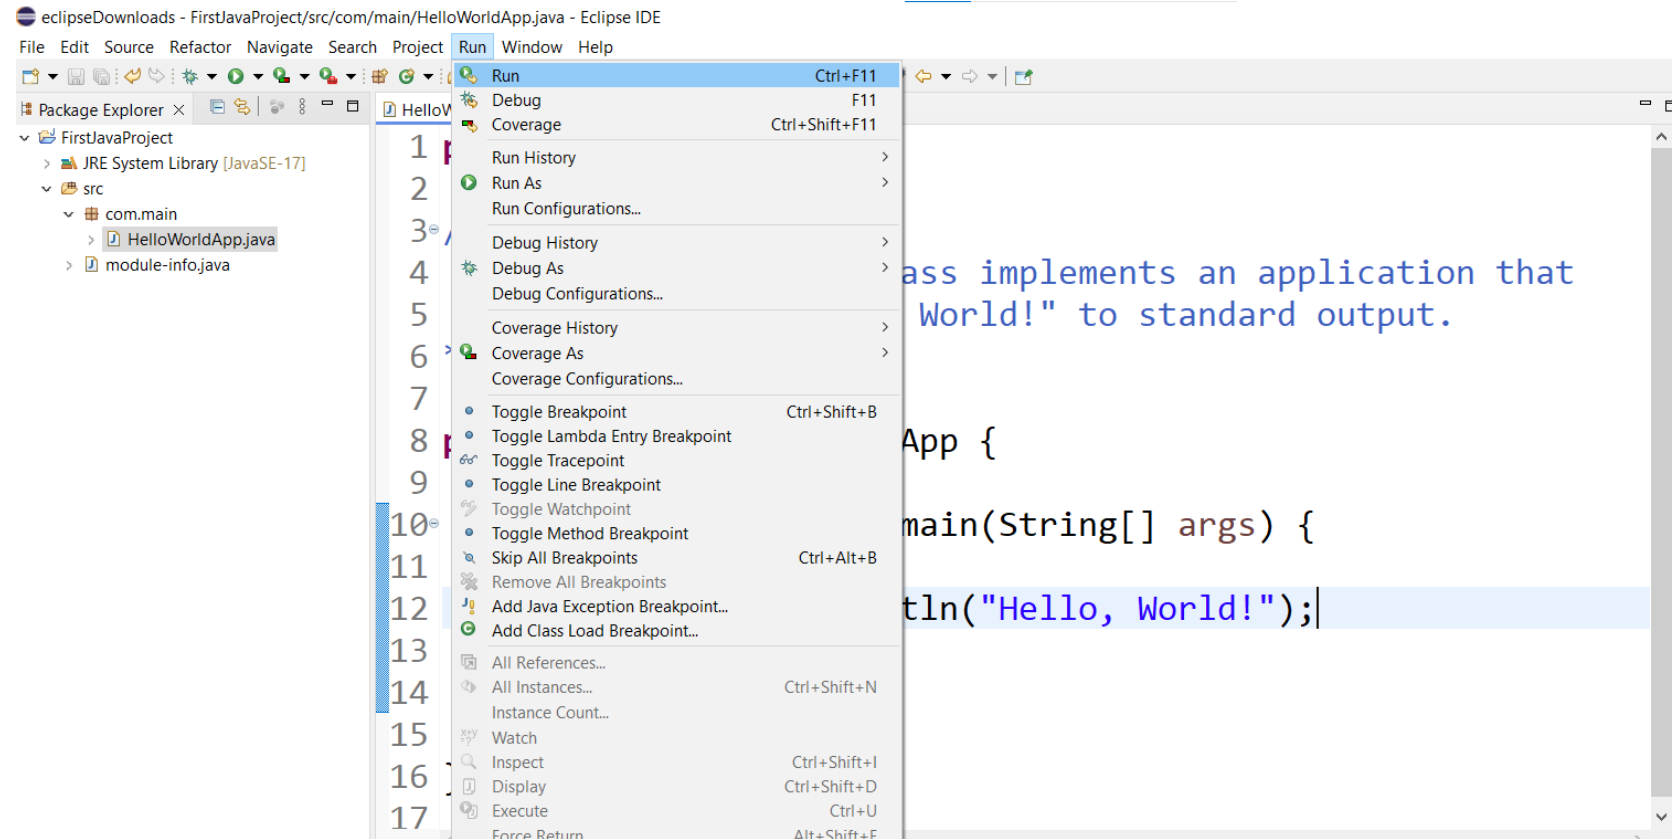 eclipseDownloads - FirstJavaProject/src/com/main/HelloWorldApp.java - Eclipse IDE
File Edit Source Refactor Navigate Search Project Run Window Help
Package Explorer
FirstJavaProject
JRE System Library [JavaSE-17]
src
com.main
HelloWorldApp.java
module-info.java
Run Ctrl+F11
Debug F11
Coverage Ctrl+Shift+F11
Run History
Run As
Run Configurations...
Debug History
Debug As
Debug Configurations...
Coverage History
Coverage As
Coverage Configurations...
Toggle Breakpoint Ctrl+Shift+B
Toggle Lambda Entry Breakpoint
Toggle Tracepoint
Toggle Line Breakpoint
Toggle Watchpoint
Toggle Method Breakpoint
Skip All Breakpoints Ctrl+Alt+B
Remove All Breakpoints
Add Java Exception Breakpoint...
Add Class Load Breakpoint...
All References...
All Instances... Ctrl+Shift+N
Instance Count...
Watch
Inspect Ctrl+Shift+I
Display Ctrl+Shift+D
Execute Ctrl+U
Force Return Alt+Shift+F
HelloW
1
2
3
4 ass implements an application that
5 World!" to standard output.
6
7
8 App {
9
10 main(String[] args) {
11
12 tln("Hello, World!");
13
14
15
16
17